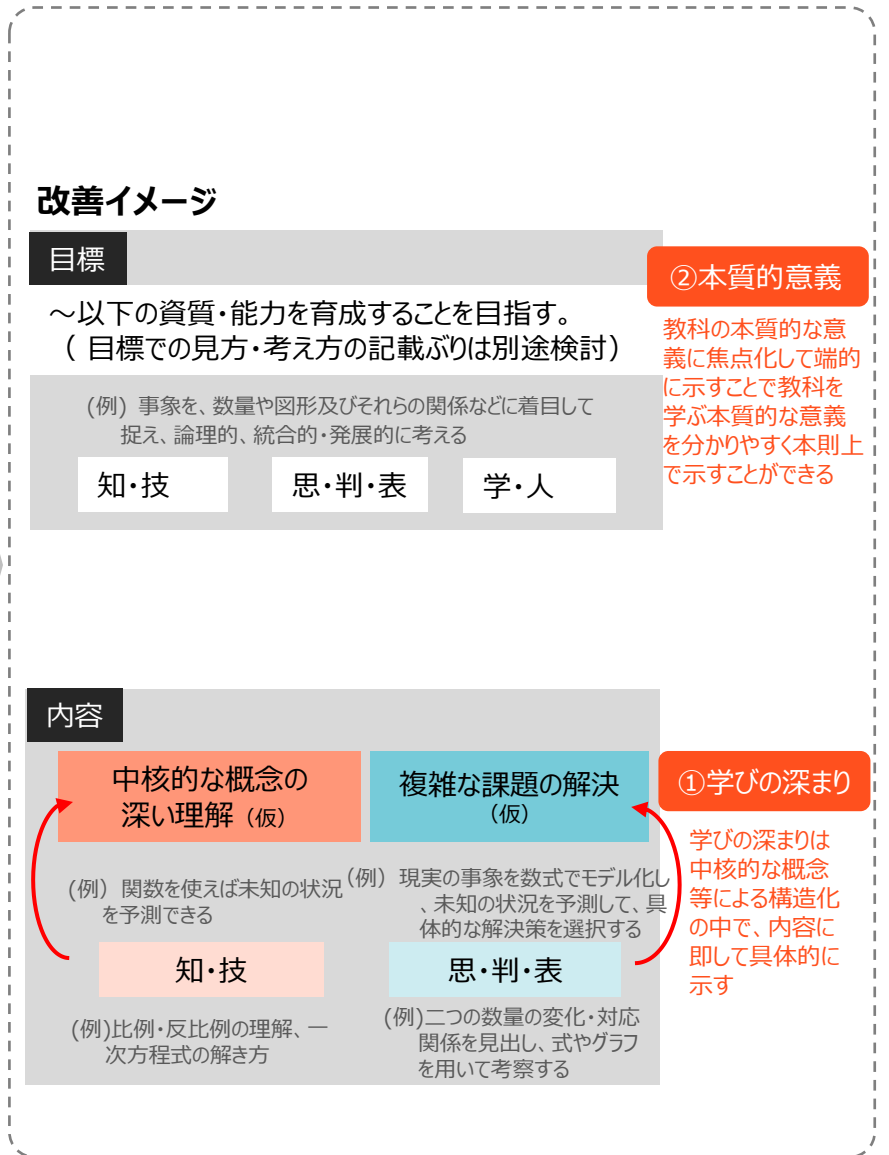 改善イメージ
目標
～以下の資質・能力を育成することを目指す。
（ 目標での見方・考え方の記載ぶりは別途検討）
(例) 事象を、数量や図形及びそれらの関係などに着目して
捉え、論理的、統合的・発展的に考える
知・技
思・判・表
学・人
②本質的意義
教科の本質的な意
義に焦点化して端的
に示すことで教科を
学ぶ本質的な意義
を分かりやすく本則上
で示すことができる
内容
中核的な概念の
深い理解（仮）
複雑な課題の解決
（仮）
(例) 関数を使えば未知の状況
を予測できる
(例) 現実の事象を数式でモデル化し
、未知の状況を予測して、具
体的な解決策を選択する
知・技
思・判・表
(例)比例・反比例の理解、一
次方程式の解き方
(例)二つの数量の変化・対応
関係を見出し、式やグラフ
を用いて考察する
①学びの深まり
学びの深まりは
中核的な概念
等による構造化
の中で、内容に
即して具体的に
示す